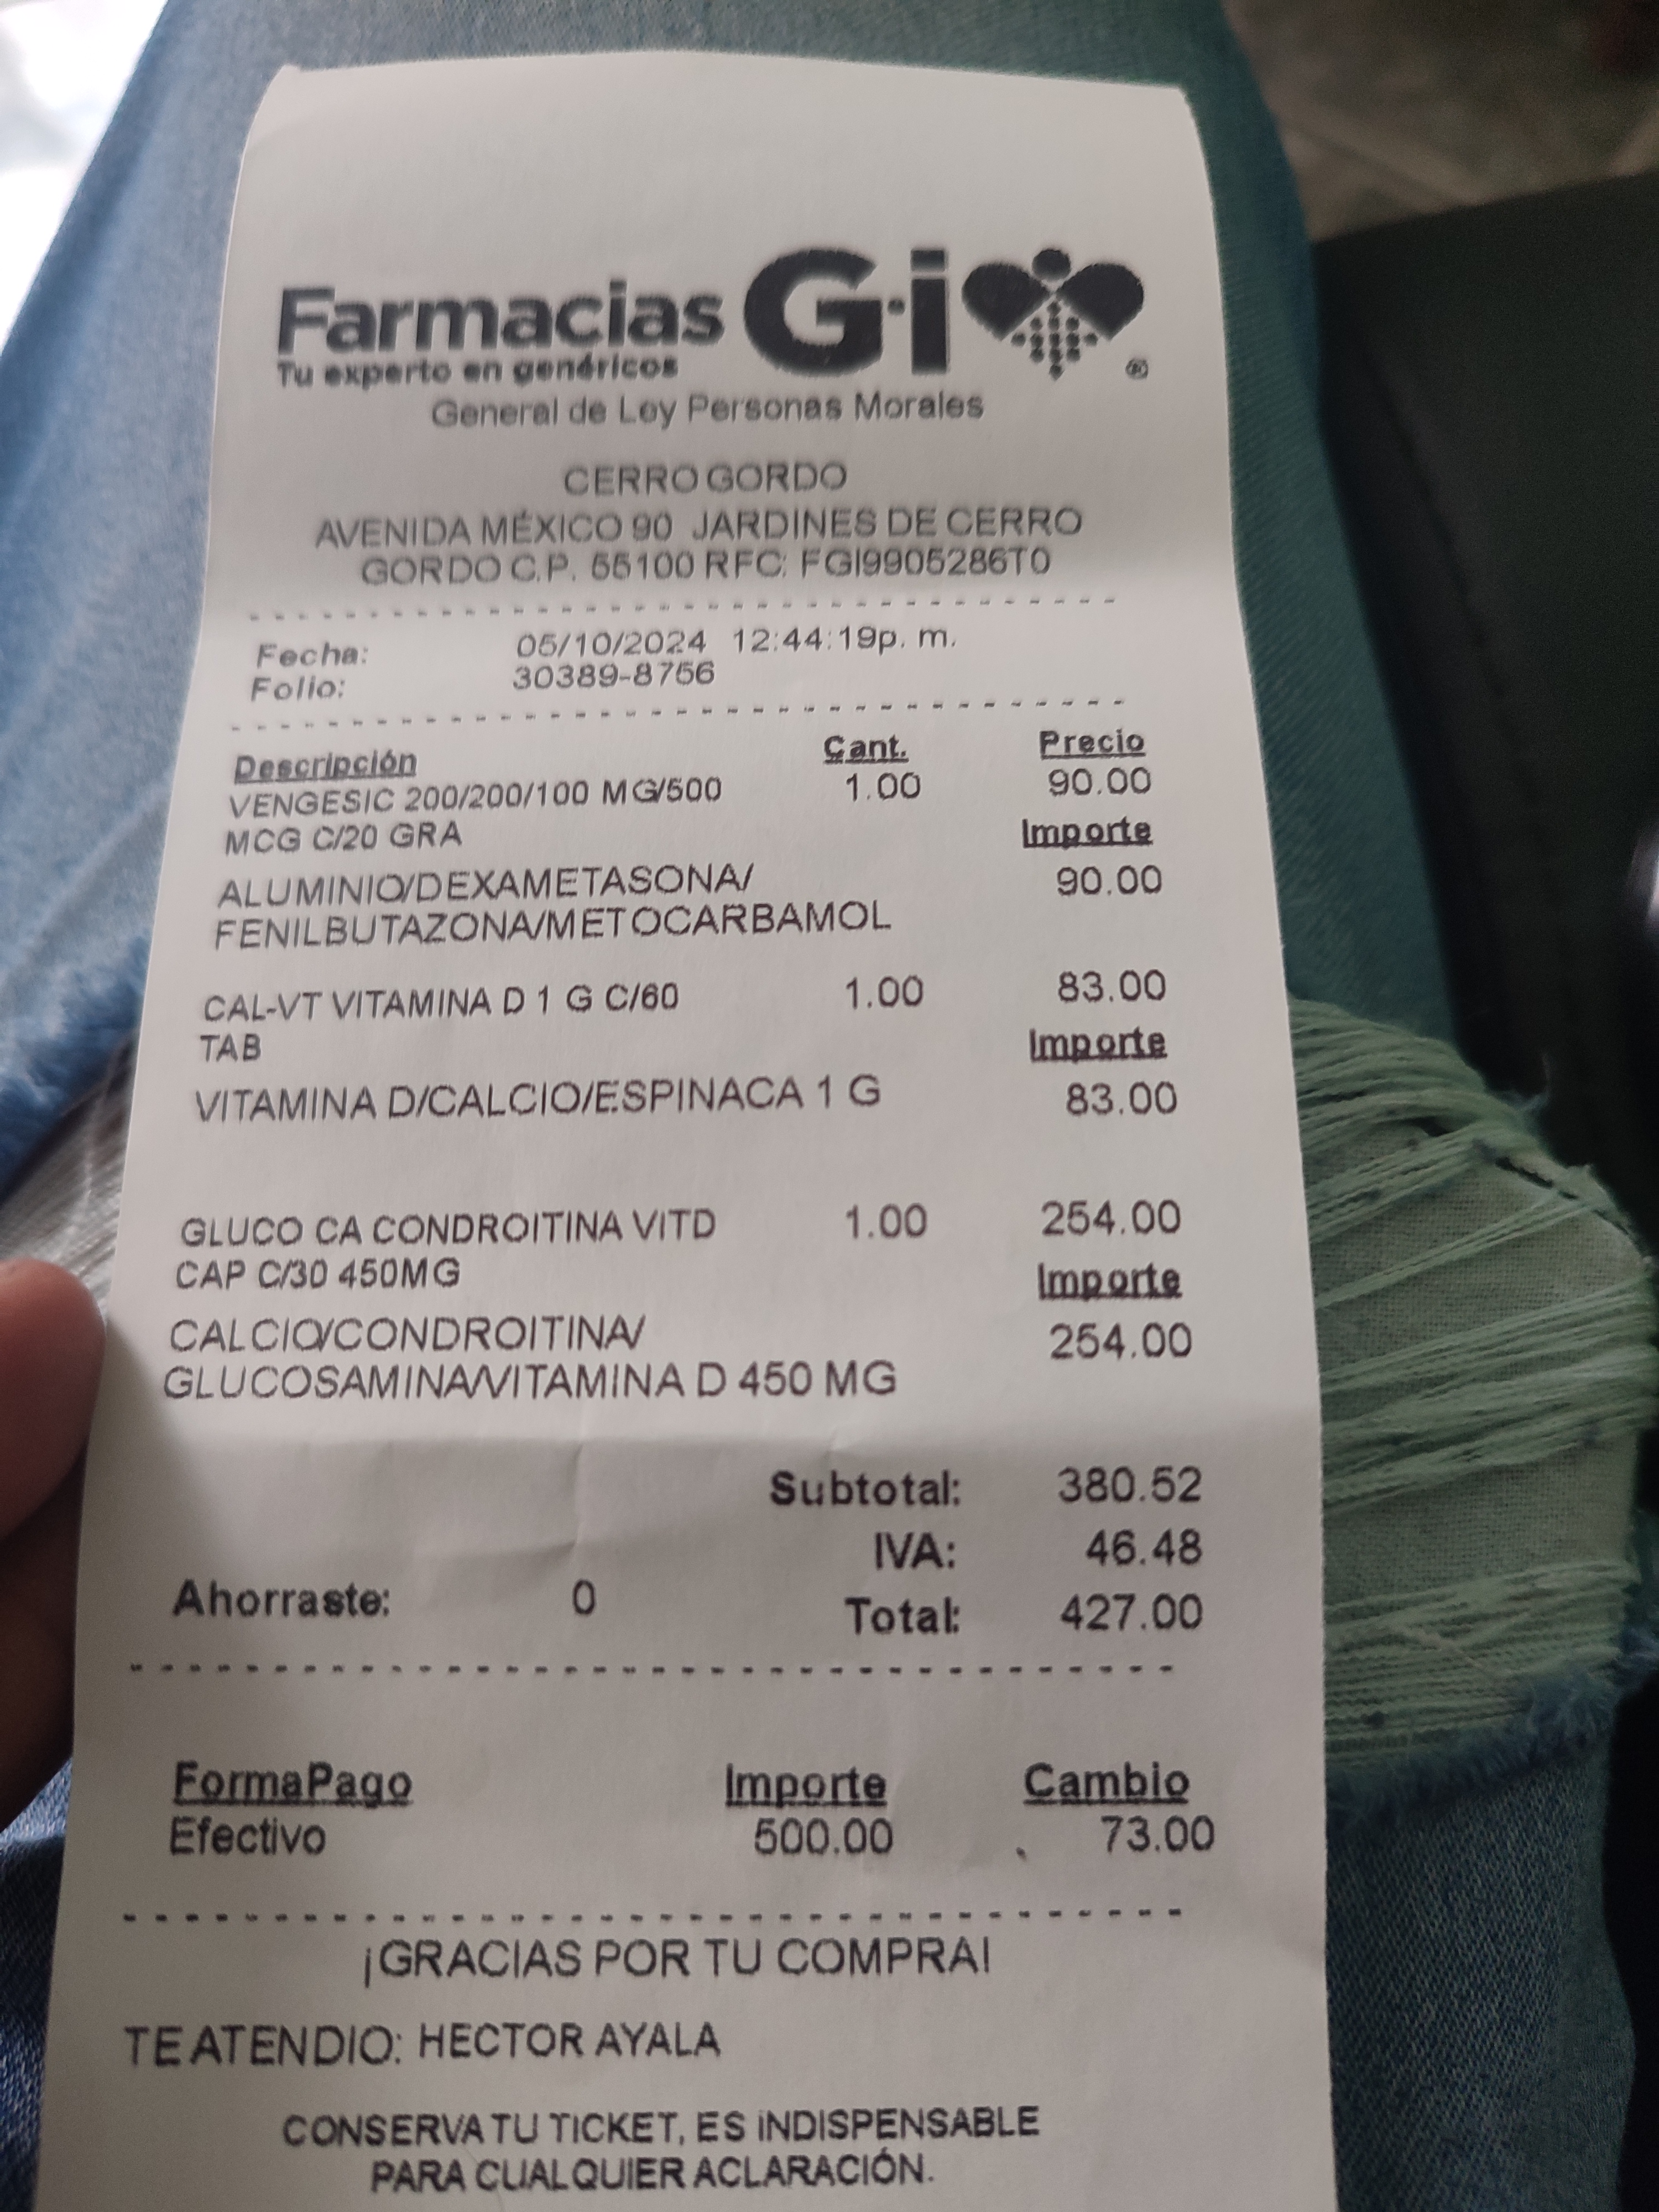 Farmacias G·i
Tu experto en genéricos
General de Ley Personas Morales
CERRO GORDO
AVENIDA MÉXICO 90 JARDINES DE CERRO
GORDO C.P. 55100 RFC: FGI9905286T0
Fecha: 05/10/2024 12:44:19p. m.
Folio: 30389-8756
Descripción Cant. Precio
VENGESIC 200/200/100 MG/500 1.00 90.00
MCG C/20 GRA Importe
ALUMINIO/DEXAMETASONA/ 90.00
FENILBUTAZONA/METOCARBAMOL
CAL-VT VITAMINA D 1 G C/60 1.00 83.00
TAB Importe
VITAMINA D/CALCIO/ESPINACA 1 G 83.00
GLUCO CA CONDROITINA VITD 1.00 254.00
CAP C/30 450MG Importe
CALCIO/CONDROITINA/ 254.00
GLUCOSAMINA/VITAMINA D 450 MG
Subtotal: 380.52
IVA: 46.48
Ahorraste: 0 Total: 427.00
FormaPago Importe Cambio
Efectivo 500.00 73.00
¡GRACIAS POR TU COMPRA!
TE ATENDIO: HECTOR AYALA
CONSERVA TU TICKET, ES INDISPENSABLE
PARA CUALQUIER ACLARACIÓN.